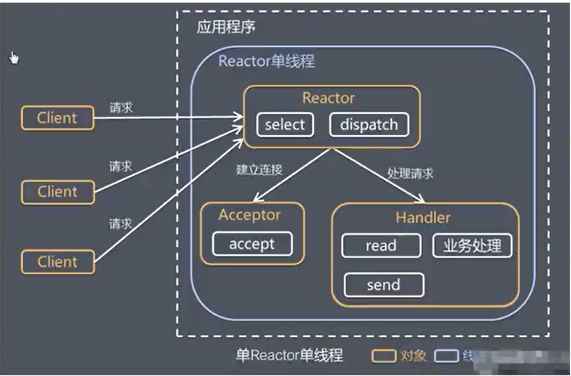 应用程序
Reactor单线程
Reactor
select
dispatch
Client
请求
Client
请求
Client
请求
建立连接
处理请求
Acceptor
accept
Handler
read
业务处理
send
单Reactor单线程
对象